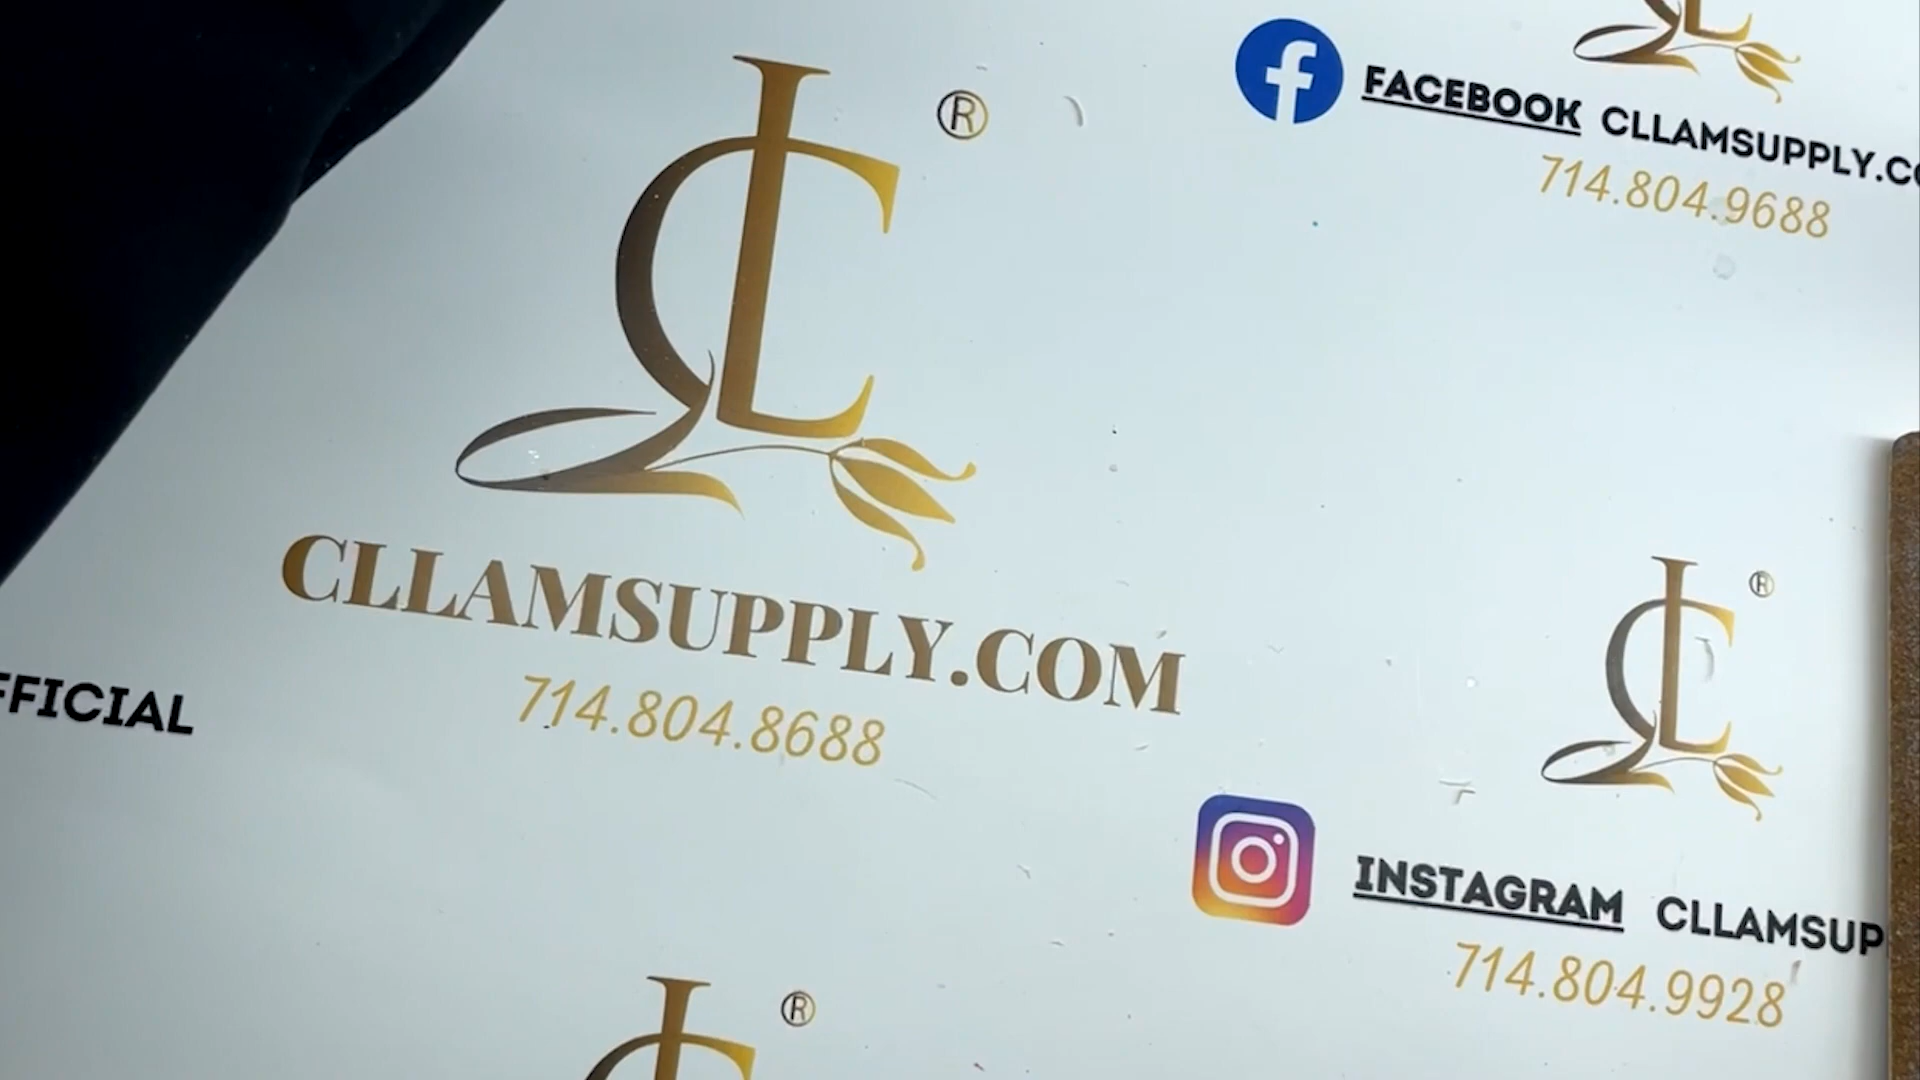 ®
FACEBOOK CLLAMSUPPLY.CO
714.804.9688
CLLAMSUPPLY.COM
714.804.8688
FFICIAL
®
INSTAGRAM CLLAMSUP
714.804.9928
®